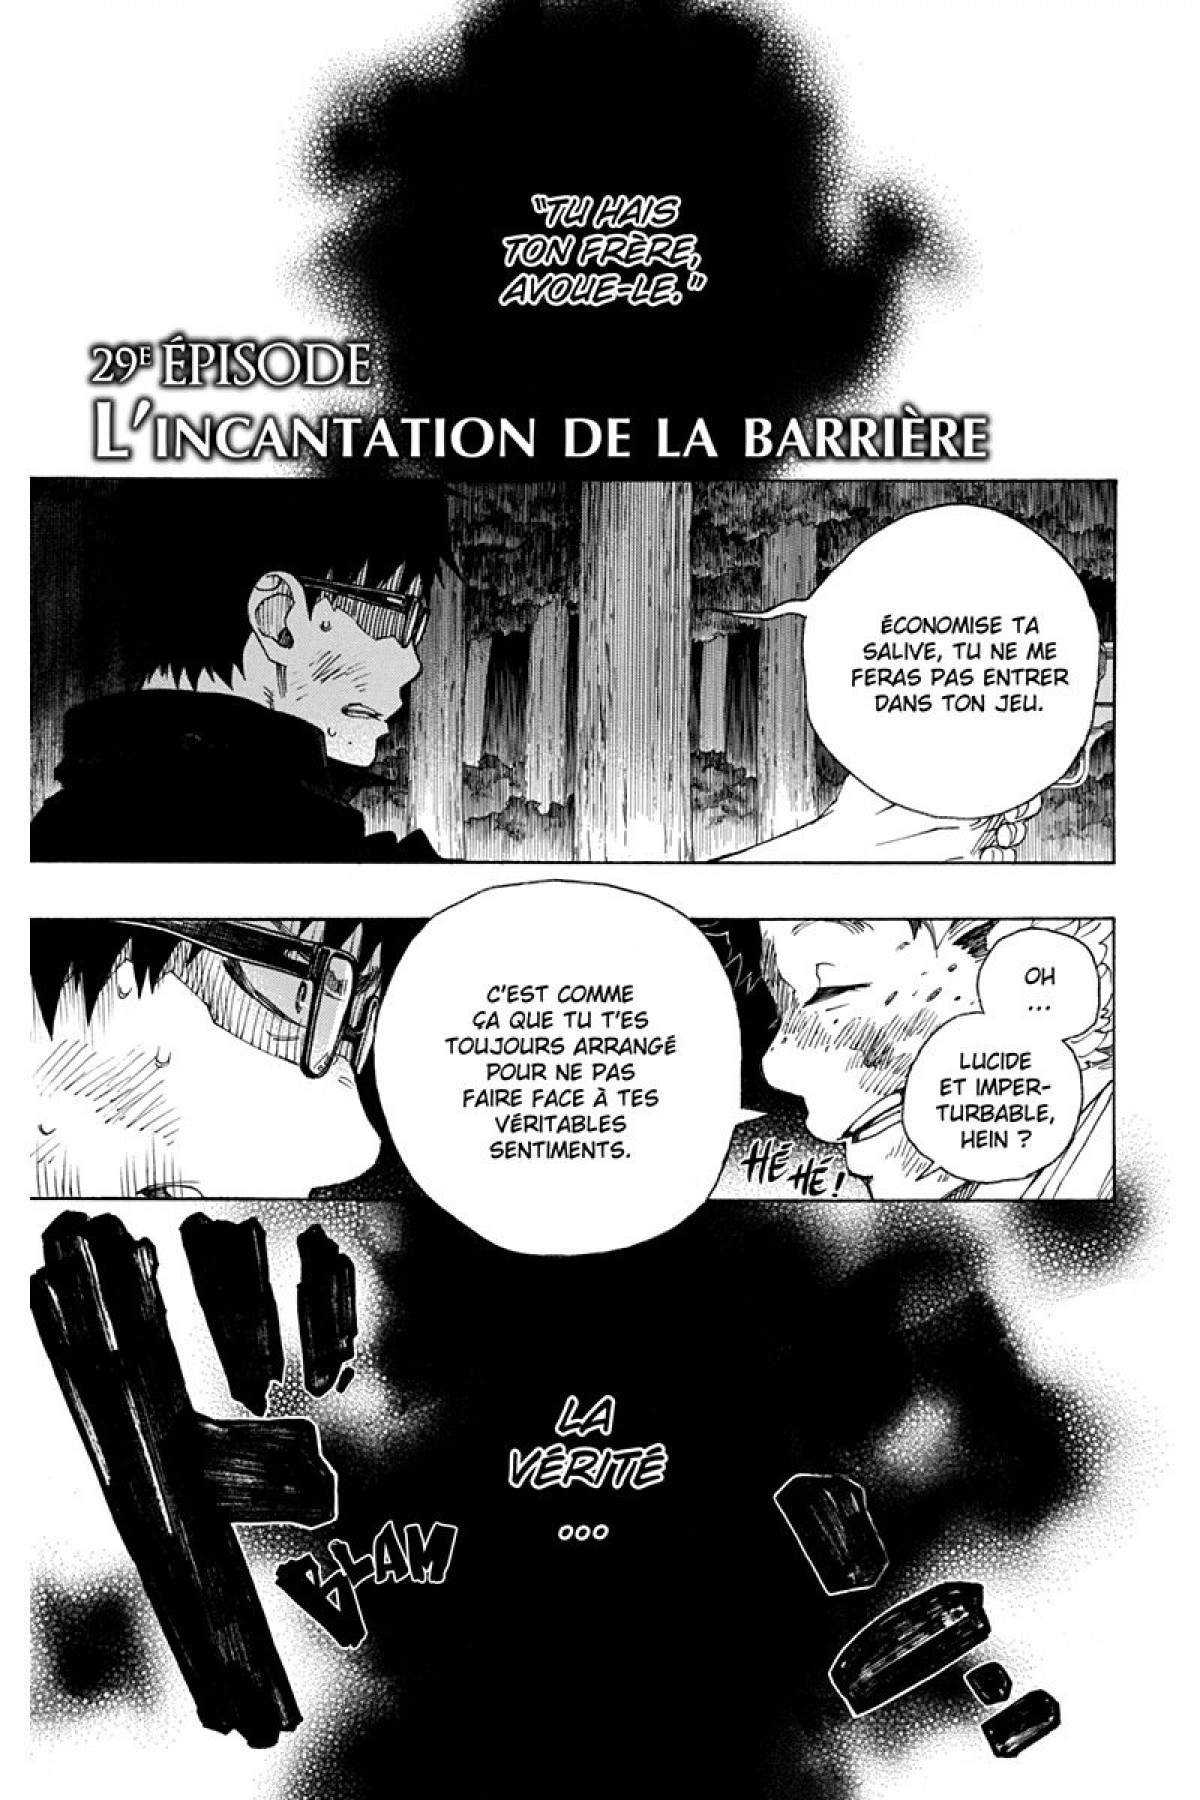 "TU HAIS
TON FRÈRE,
AVOUE-LE."
29E ÉPISODE
L'INCANTATION DE LA BARRIÈRE
ÉCONOMISE TA
SALIVE, TU NE ME
FERAS PAS ENTRER
DANS TON JEU.
OH
...
LUCIDE
ET IMPER-
TURBABLE,
HEIN ?
HÉ HÉ !
C'EST COMME
ÇA QUE TU T'ES
TOUJOURS ARRANGÉ
POUR NE PAS
FAIRE FACE À TES
VÉRITABLES
SENTIMENTS.
LA
VÉRITÉ
...
ドン
BLAM